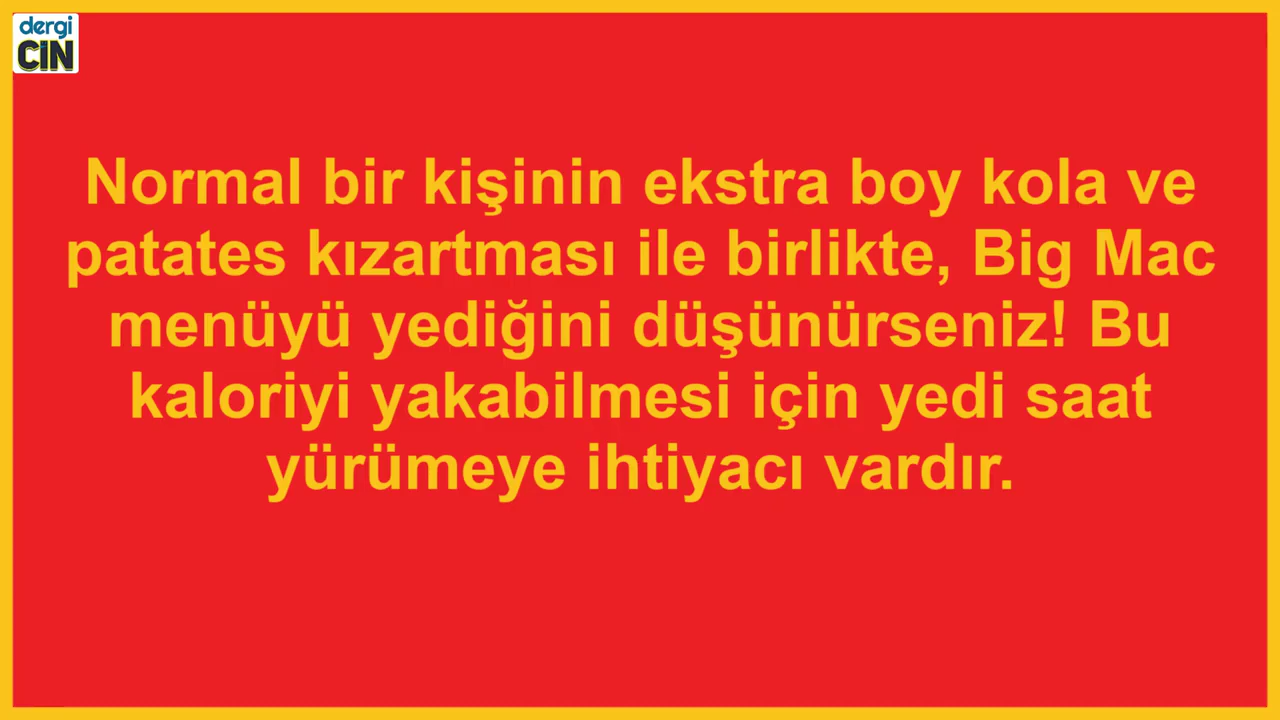 dergi
CİN
Normal bir kişinin ekstra boy kola ve
patates kızartması ile birlikte, Big Mac
menüyü yediğini düşünürseniz! Bu
kaloriyi yakabilmesi için yedi saat
yürümeye ihtiyacı vardır.